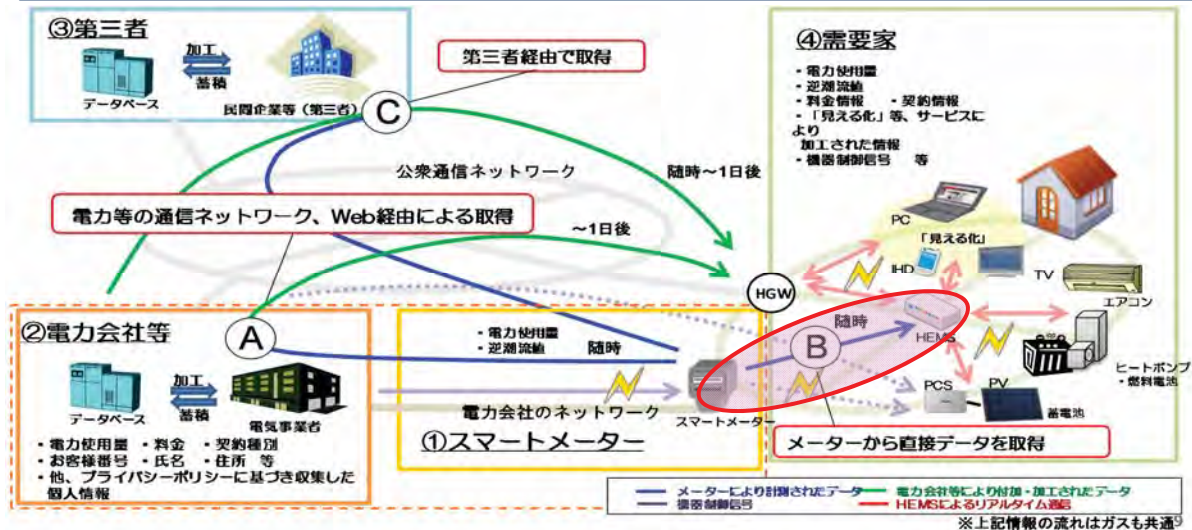 ③第三者
加工
蓄積
データベース
民間企業等(第三者)
第三者経由で取得
C
公衆通信ネットワーク
随時~1日後
電力等の通信ネットワーク、Web経由による取得
~1日後
④需要家
・電力使用量
・逆潮流値
・料金情報 ・契約情報
・「見える化」等、サービスに
より
加工された情報
・機器制御信号 等
PC
「見える化」
IHD
TV
エアコン
HGW
随時
HEMS
B
ヒートポンプ
・燃料電池
PCS
PV
蓄電池
②電力会社等
A
加工
蓄積
データベース
電気事業者
・電力使用量 ・料金 ・契約種別
・お客様番号 ・氏名 ・住所 等
・他、プライバシーポリシーに基づき収集した
個人情報
・電力使用量
・逆潮流値 随時
電力会社のネットワーク
スマートメーター
①スマートメーター
メーターから直接データを取得
メーターにより計測されたデータ
電力会社等により付加・加工されたデータ
機器制御信号
HEMSによるリアルタイム通信
※上記情報の流れはガスも共通9